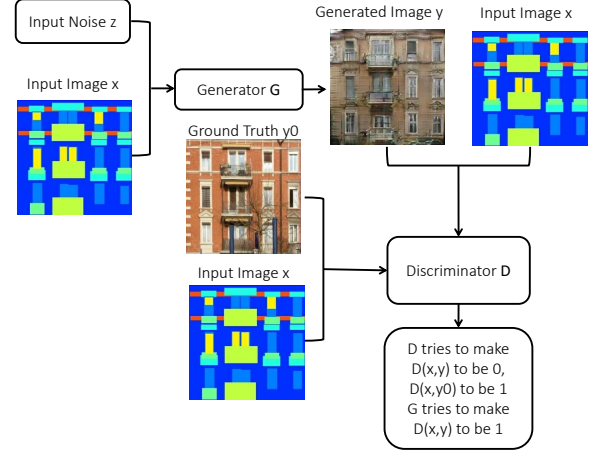 Input Noise z
Generated Image y
Input Image x
Input Image x
Generator G
Ground Truth y0
Input Image x
Discriminator D
D tries to make
D(x,y) to be 0,
D(x,y0) to be 1
G tries to make
D(x,y) to be 1